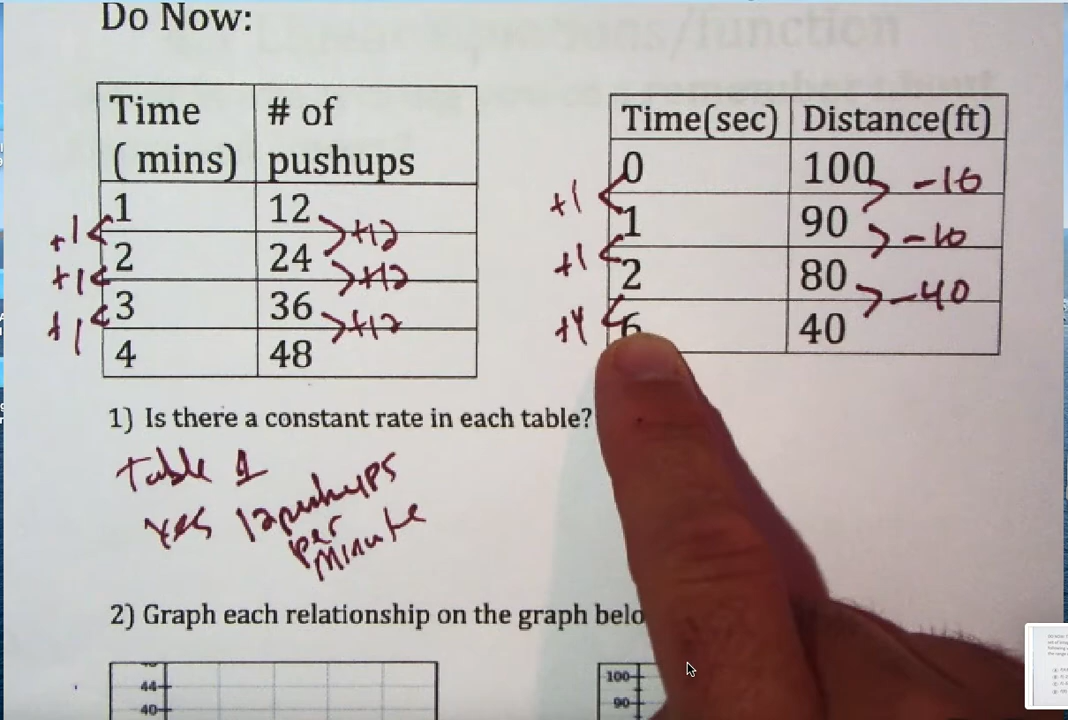 Do Now:
Time
( mins)
# of
pushups
1 12
2 24
3 36
4 48
+1
+1
+1
+12
+12
+12
Time(sec) Distance(ft)
0 100
1 90
2 80
6 40
+1
+1
+4
-10
-10
-40
1) Is there a constant rate in each table?
Table 1
Yes 12 pushups
per
minute
2) Graph each relationship on the graph belo
44
40
100
90